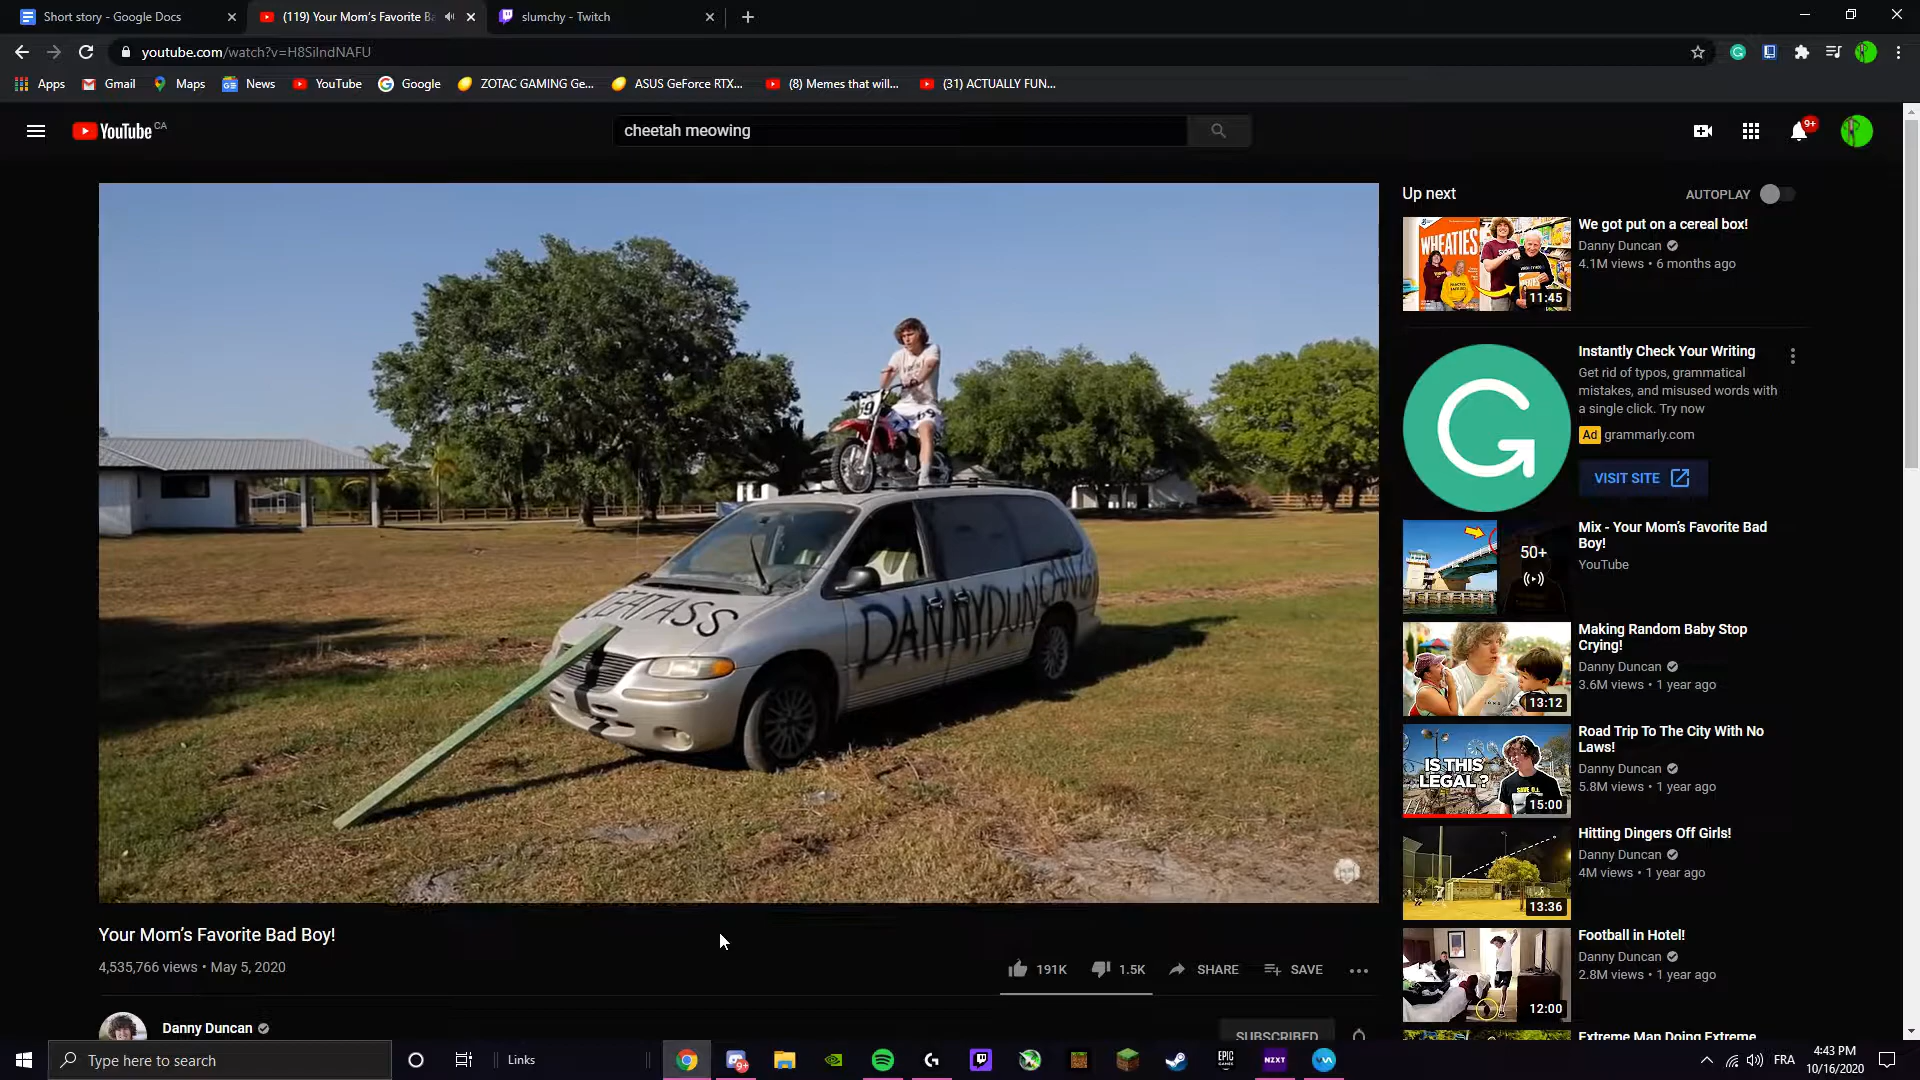 Short story - Google Docs
(119) Your Mom's Favorite Ba
slumchy - Twitch
youtube.com/watch?v=H8SilndNAFU
Apps
Gmail
Maps
News
YouTube
Google
ZOTAC GAMING Ge...
ASUS GeForce RTX...
(8) Memes that will...
(31) ACTUALLY FUN...
YouTube CA
cheetah meowing
9+
DANNYDUNCAN69
Your Mom's Favorite Bad Boy!
4,535,766 views • May 5, 2020
191K
1.5K
SHARE
SAVE
Danny Duncan
SUBSCRIBED
Up next
AUTOPLAY
WHEATIES
11:45
We got put on a cereal box!
Danny Duncan
4.1M views • 6 months ago
Instantly Check Your Writing
Get rid of typos, grammatical
mistakes, and misused words with
a single click. Try now
Ad grammarly.com
VISIT SITE
50+
Mix - Your Mom's Favorite Bad
Boy!
YouTube
13:12
Making Random Baby Stop
Crying!
Danny Duncan
3.6M views • 1 year ago
IS THIS
LEGAL?
15:00
Road Trip To The City With No
Laws!
Danny Duncan
5.8M views • 1 year ago
13:36
Hitting Dingers Off Girls!
Danny Duncan
4M views • 1 year ago
12:00
Football in Hotel!
Danny Duncan
2.8M views • 1 year ago
Extreme Man Doing Extreme
Type here to search
Links
9+
EPIC
GAMES
NZXT
FRA
4:43 PM
10/16/2020